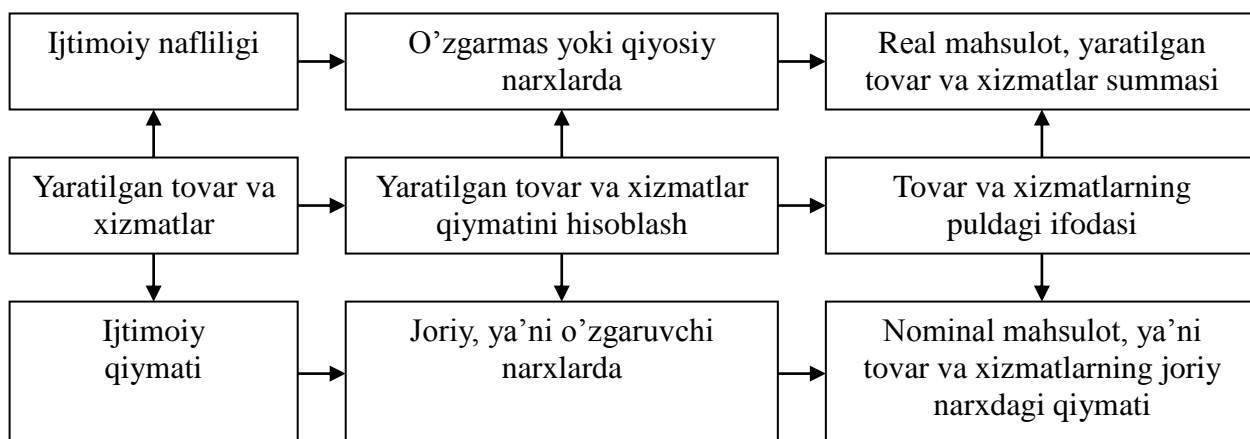 Ijtimoiy nafliligi
O’zgarmas yoki qiyosiy
narxlarda
Real mahsulot, yaratilgan
tovar va xizmatlar summasi
Yaratilgan tovar va
xizmatlar
Yaratilgan tovar va xizmatlar
qiymatini hisoblash
Tovar va xizmatlarning
puldagi ifodasi
Ijtimoiy
qiymati
Joriy, ya’ni o’zgaruvchi
narxlarda
Nominal mahsulot, ya’ni
tovar va xizmatlarning joriy
narxdagi qiymati